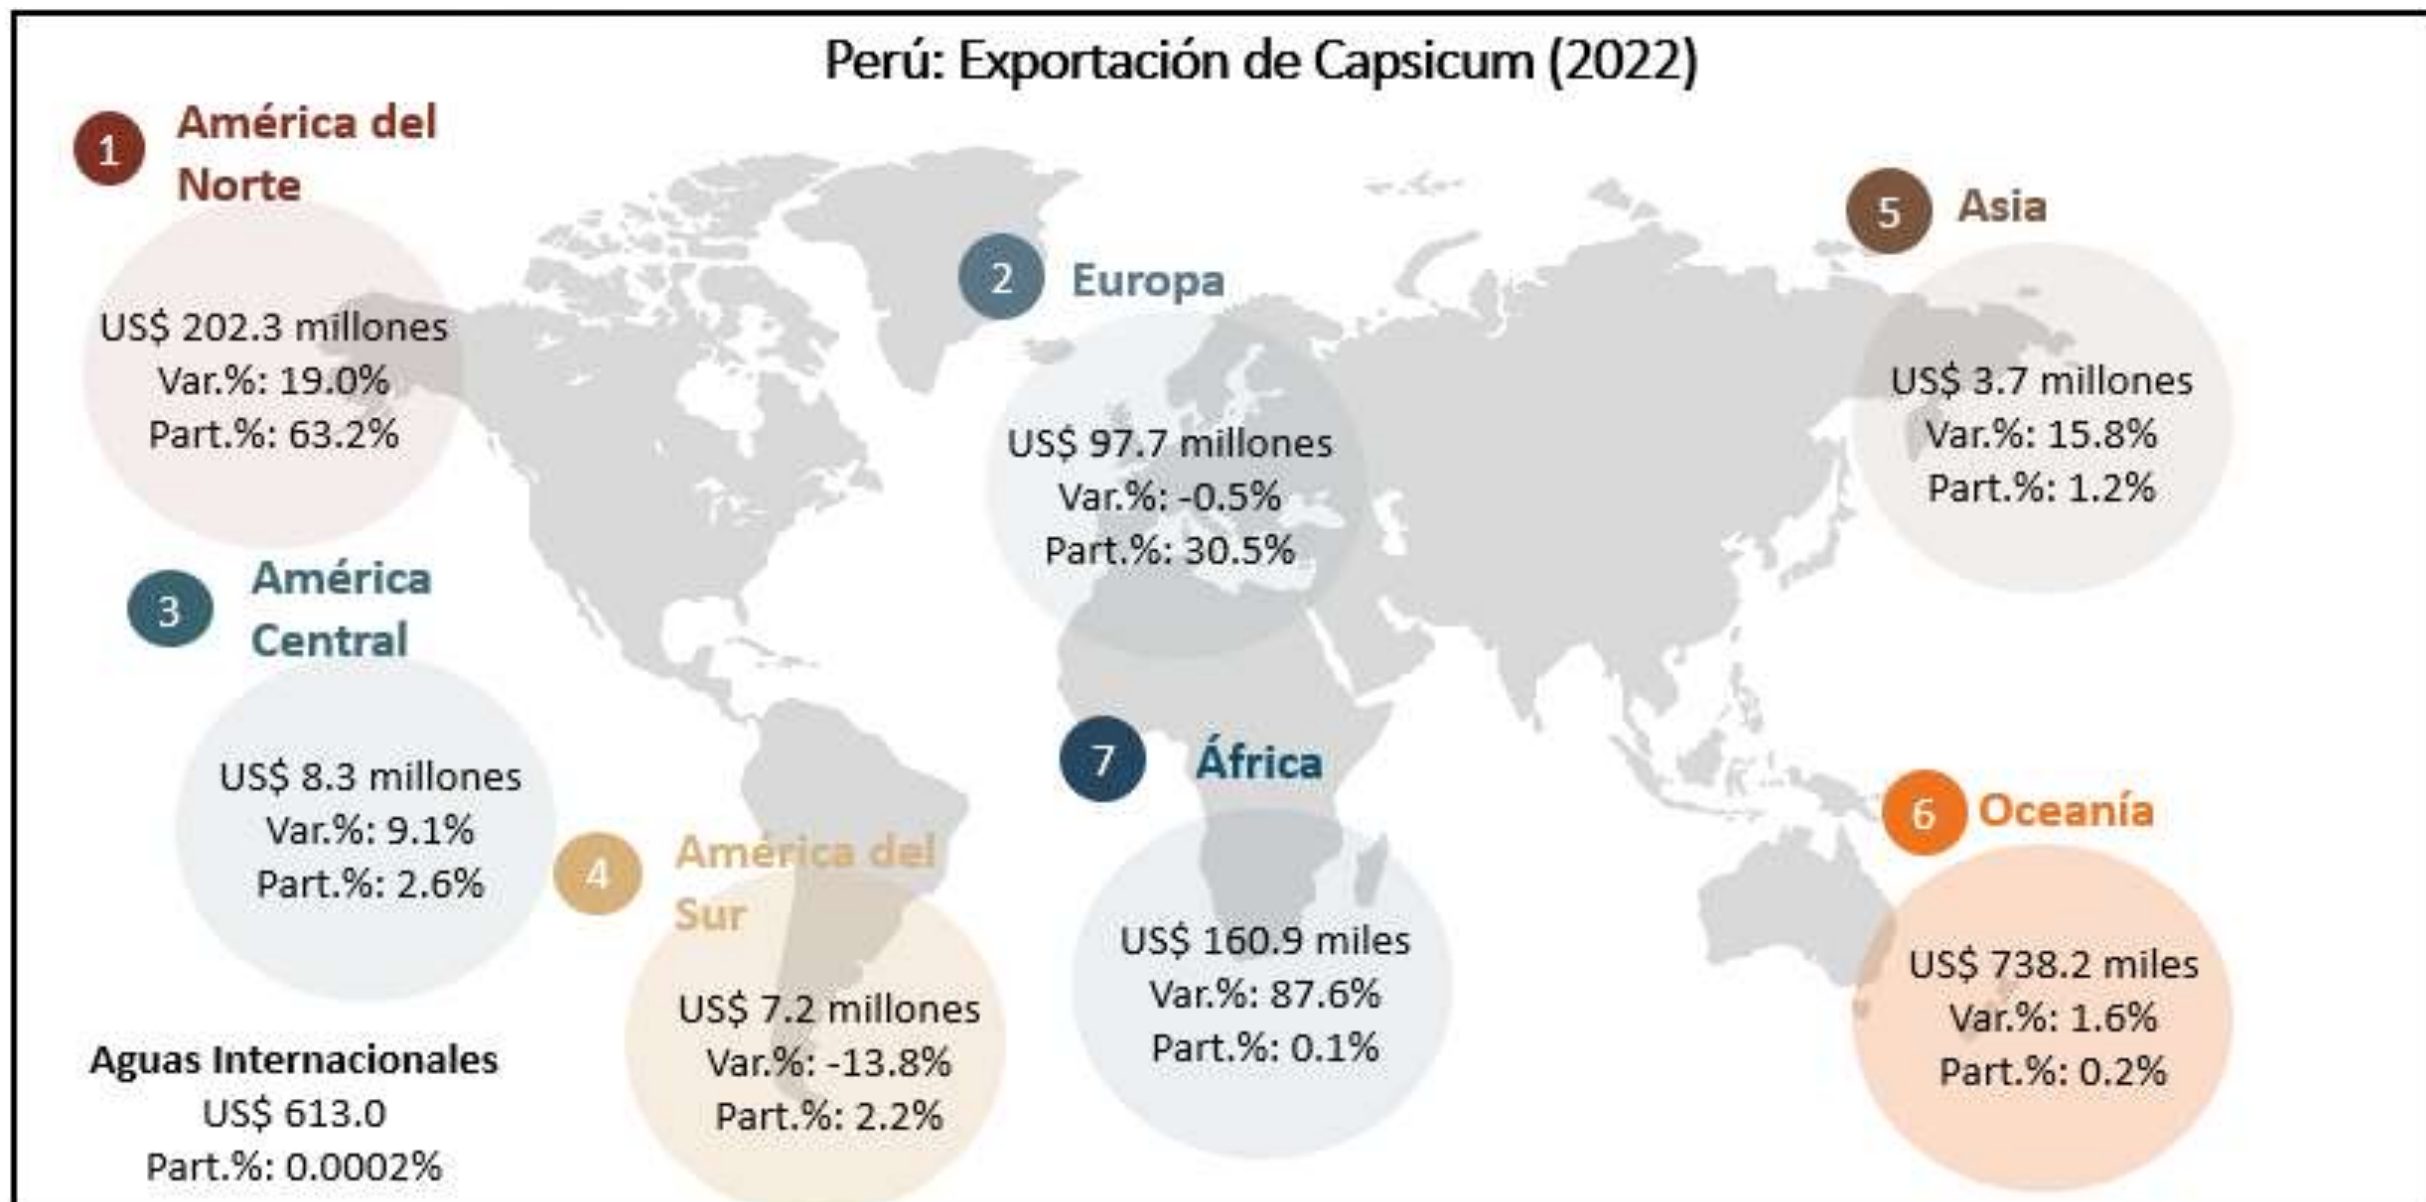 Perú: Exportación de Capsicum (2022)
1
América del
Norte
US$ 202.3 millones
Var.%: 19.0%
Part.%: 63.2%
2
Europa
US$ 97.7 millones
Var.%: -0.5%
Part.%: 30.5%
5
Asia
US$ 3.7 millones
Var.%: 15.8%
Part.%: 1.2%
3
América
Central
US$ 8.3 millones
Var.%: 9.1%
Part.%: 2.6%
4
América del
Sur
US$ 7.2 millones
Var.%: -13.8%
Part.%: 2.2%
7
África
US$ 160.9 miles
Var.%: 87.6%
Part.%: 0.1%
6
Oceanía
US$ 738.2 miles
Var.%: 1.6%
Part.%: 0.2%
Aguas Internacionales
US$ 613.0
Part.%: 0.0002%